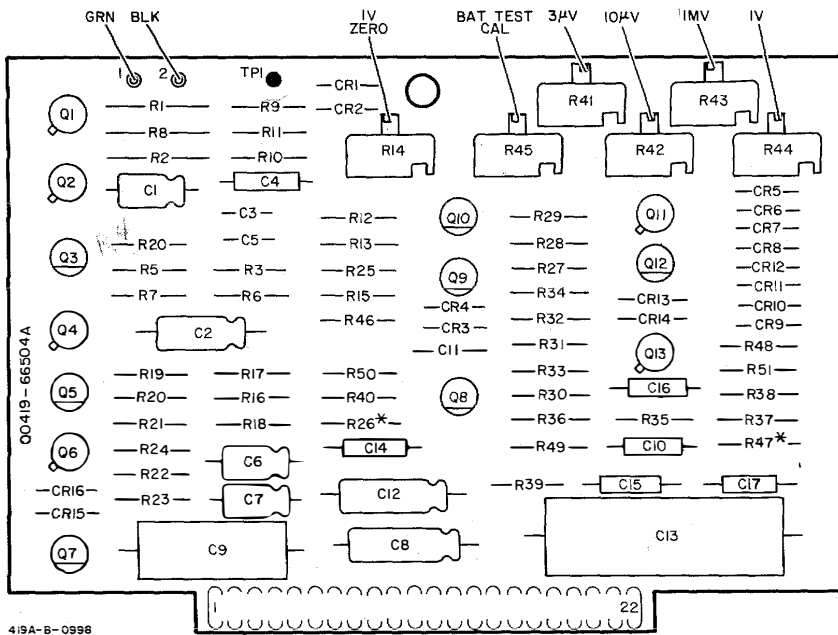 GRN BLK
1V ZERO
BAT TEST CAL
3μV
10μV
1MV
1V
1 2
TP1
CR1
CR2
R41
R43
Q1
R1
R9
R8
R11
R2
R10
R14
R45
R42
R44
Q2
C1
C4
CR5
C3
R12
Q10
R29
Q11
CR6
CR7
R20
C5
R13
R28
CR8
Q3
R5
R3
R25
Q9
R27
Q12
CR12
R7
R6
R15
R34
CR11
CR4
CR13
CR10
Q4
C2
R46
CR3
R32
CR14
CR9
C11
R31
Q13
R48
R19
R17
R50
R33
R51
Q5
R20
R16
R40
Q8
R30
C16
R38
R21
R18
R26*
R36
R35
R37
Q6
R24
C6
C14
R49
C10
R47*
R22
CR16
R23
C7
C12
R39
C15
C17
CR15
Q7
C9
C8
C13
00419-66504A
1 22
419A-B-0998